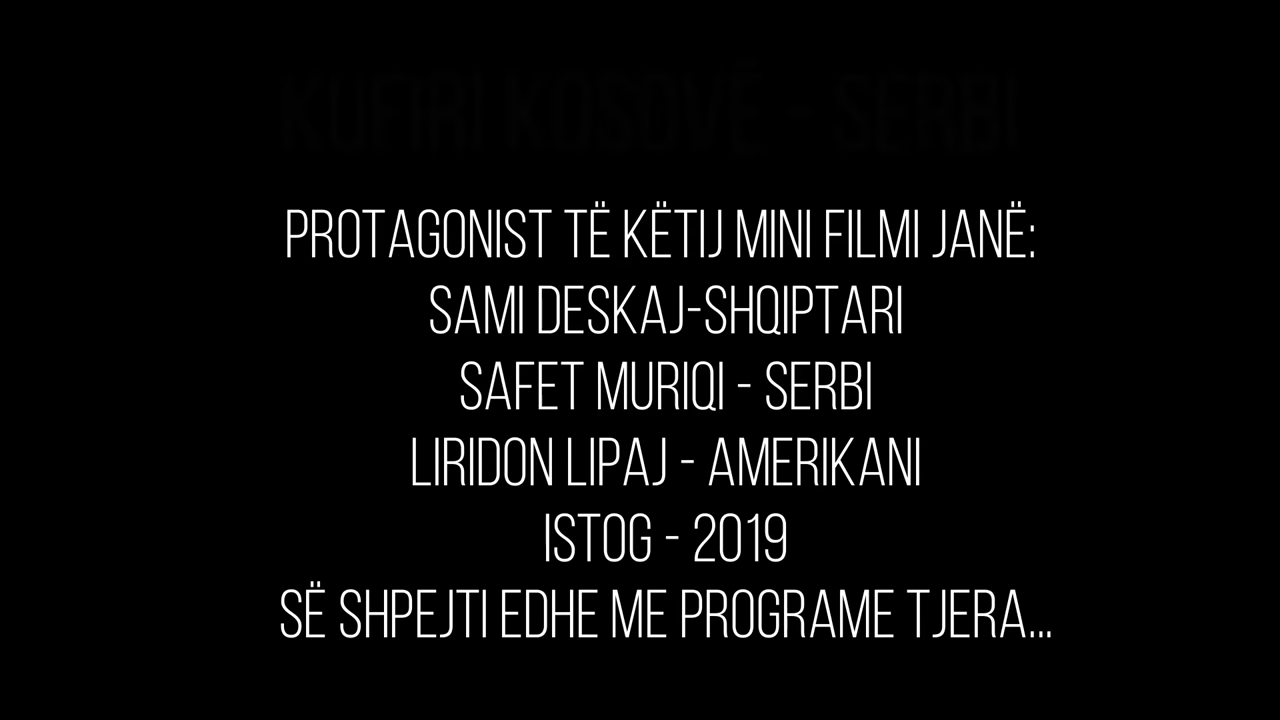 KUFIRI KOSOVË - SERBI
PROTAGONIST TË KËTIJ MINI FILMI JANË:
SAMI DESKAJ-SHQIPTARI
SAFET MURIQI - SERBI
LIRIDON LIPAJ - AMERIKANI
ISTOG - 2019
SË SHPEJTI EDHE ME PROGRAME TJERA...